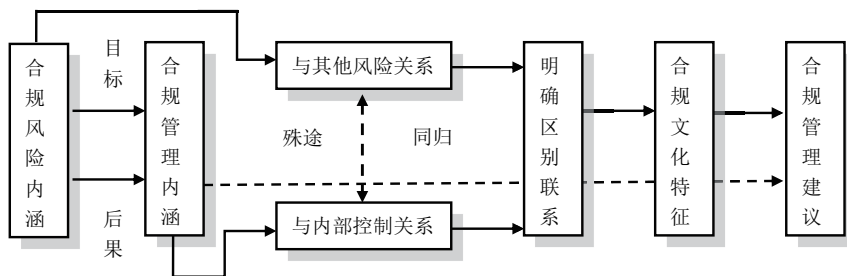 合规风险内涵
目标
后果
合规管理内涵
与其他风险关系
殊途
同归
与内部控制关系
明确区别联系
合规文化特征
合规管理建议